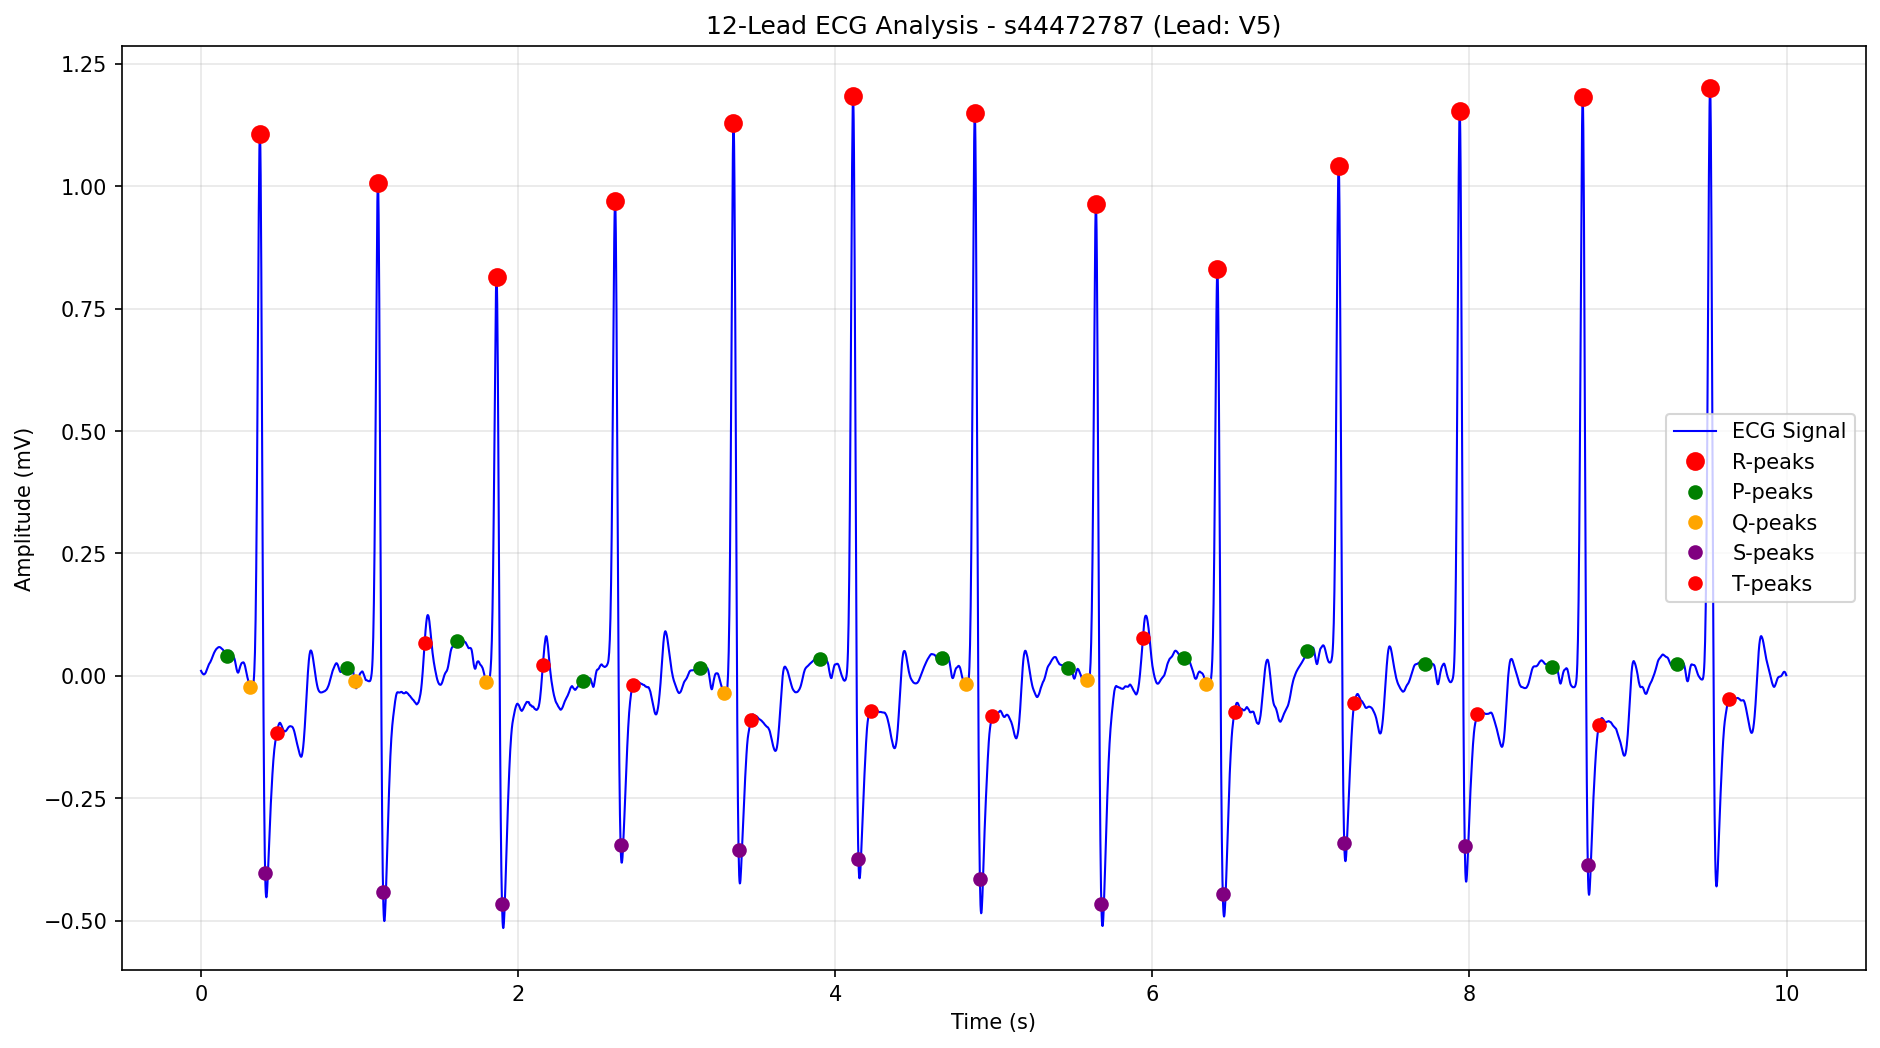 12-Lead ECG Analysis - s44472787 (Lead: V5)
Amplitude (mV)
1.25
1.00
0.75
0.50
0.25
0.00
−0.25
−0.50
ECG Signal
R-peaks
P-peaks
Q-peaks
S-peaks
T-peaks
0 2 4 6 8 10
Time (s)